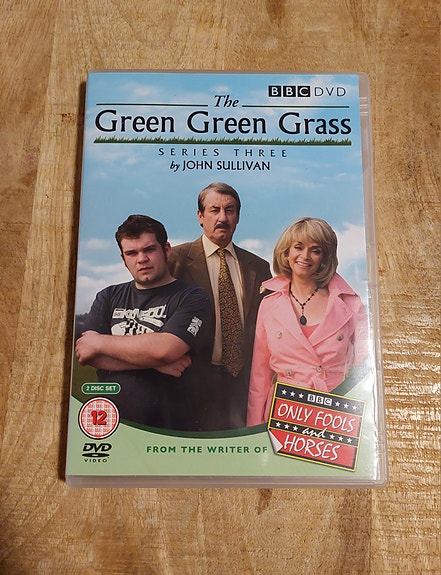 BBC DVD
The
Green Green Grass
SERIES THREE
by JOHN SULLIVAN
2 DISC SET
12
DVD
VIDEO
FROM THE WRITER OF
BBC
ONLY FOOLS
and
HORSES